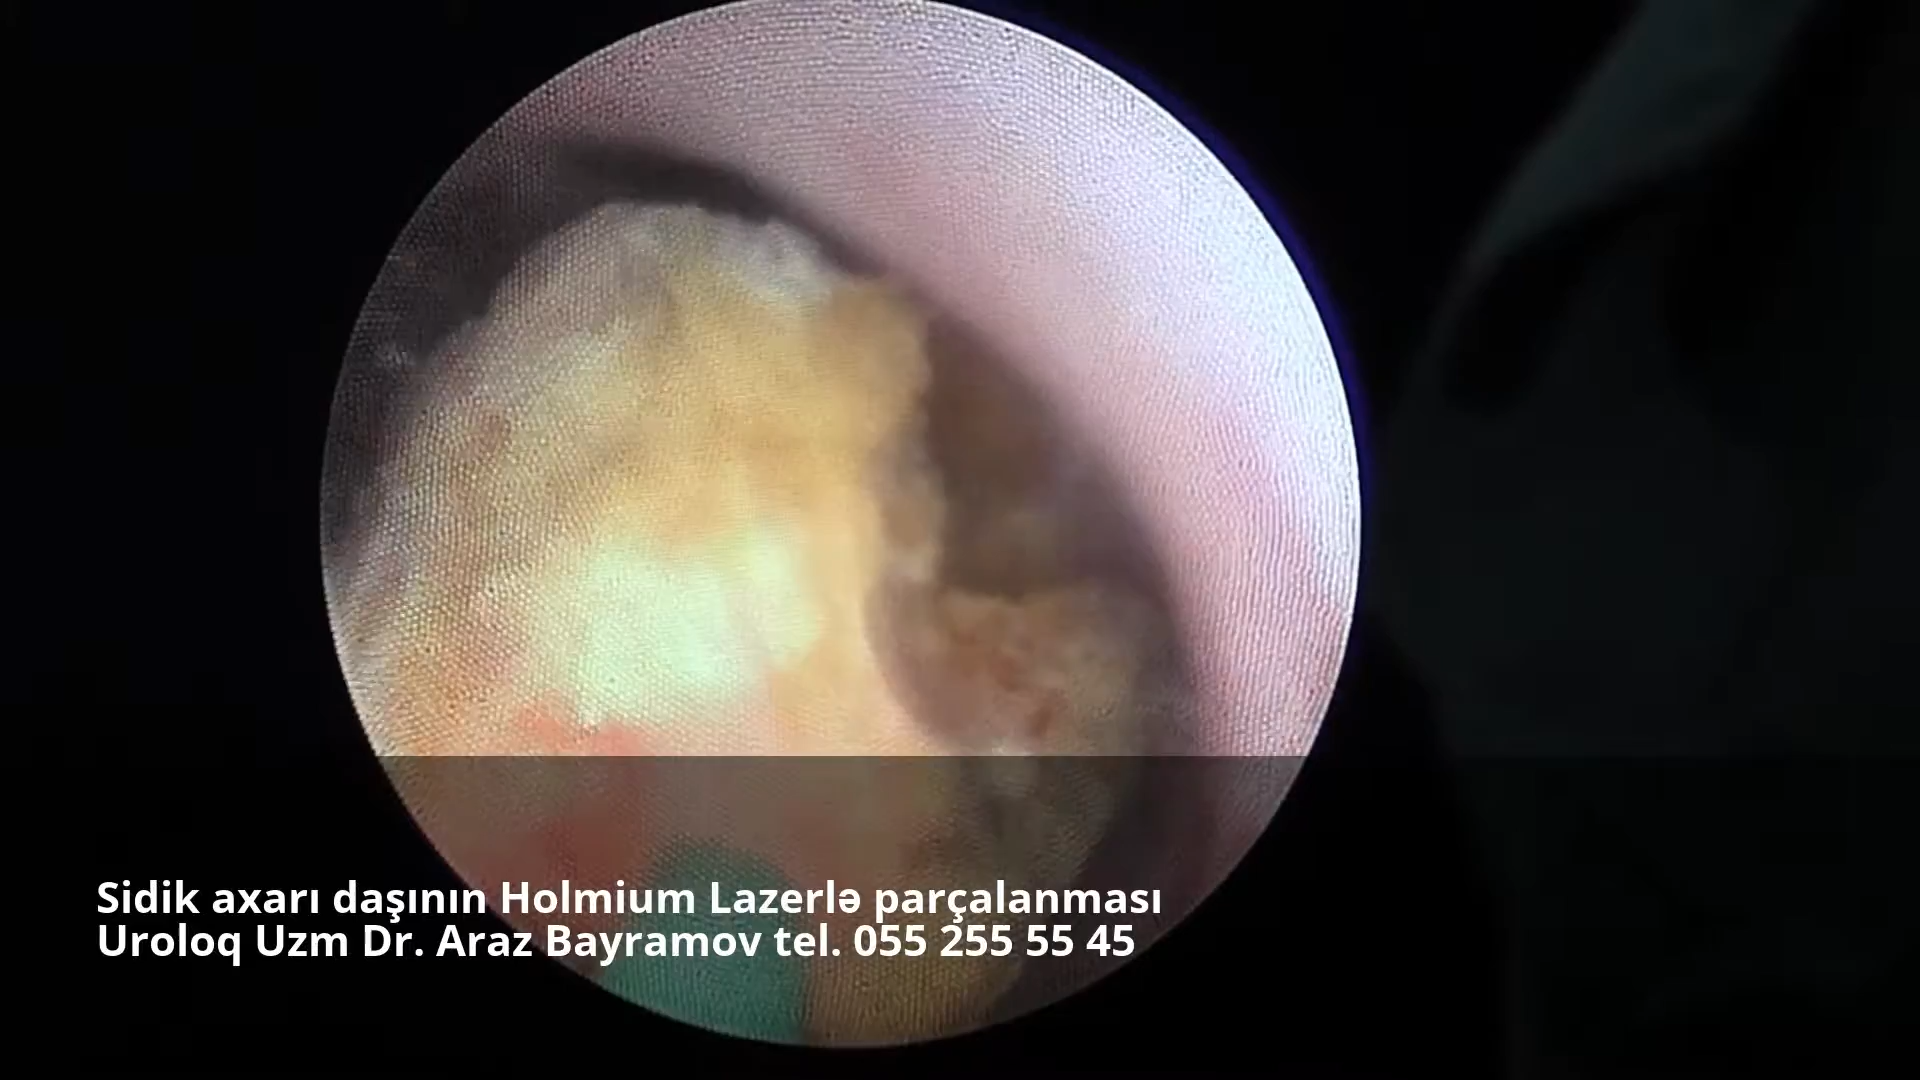 Sidik axarı daşının Holmium Lazerlə parçalanması
Uroloq Uzm Dr. Araz Bayramov tel. 055 255 55 45